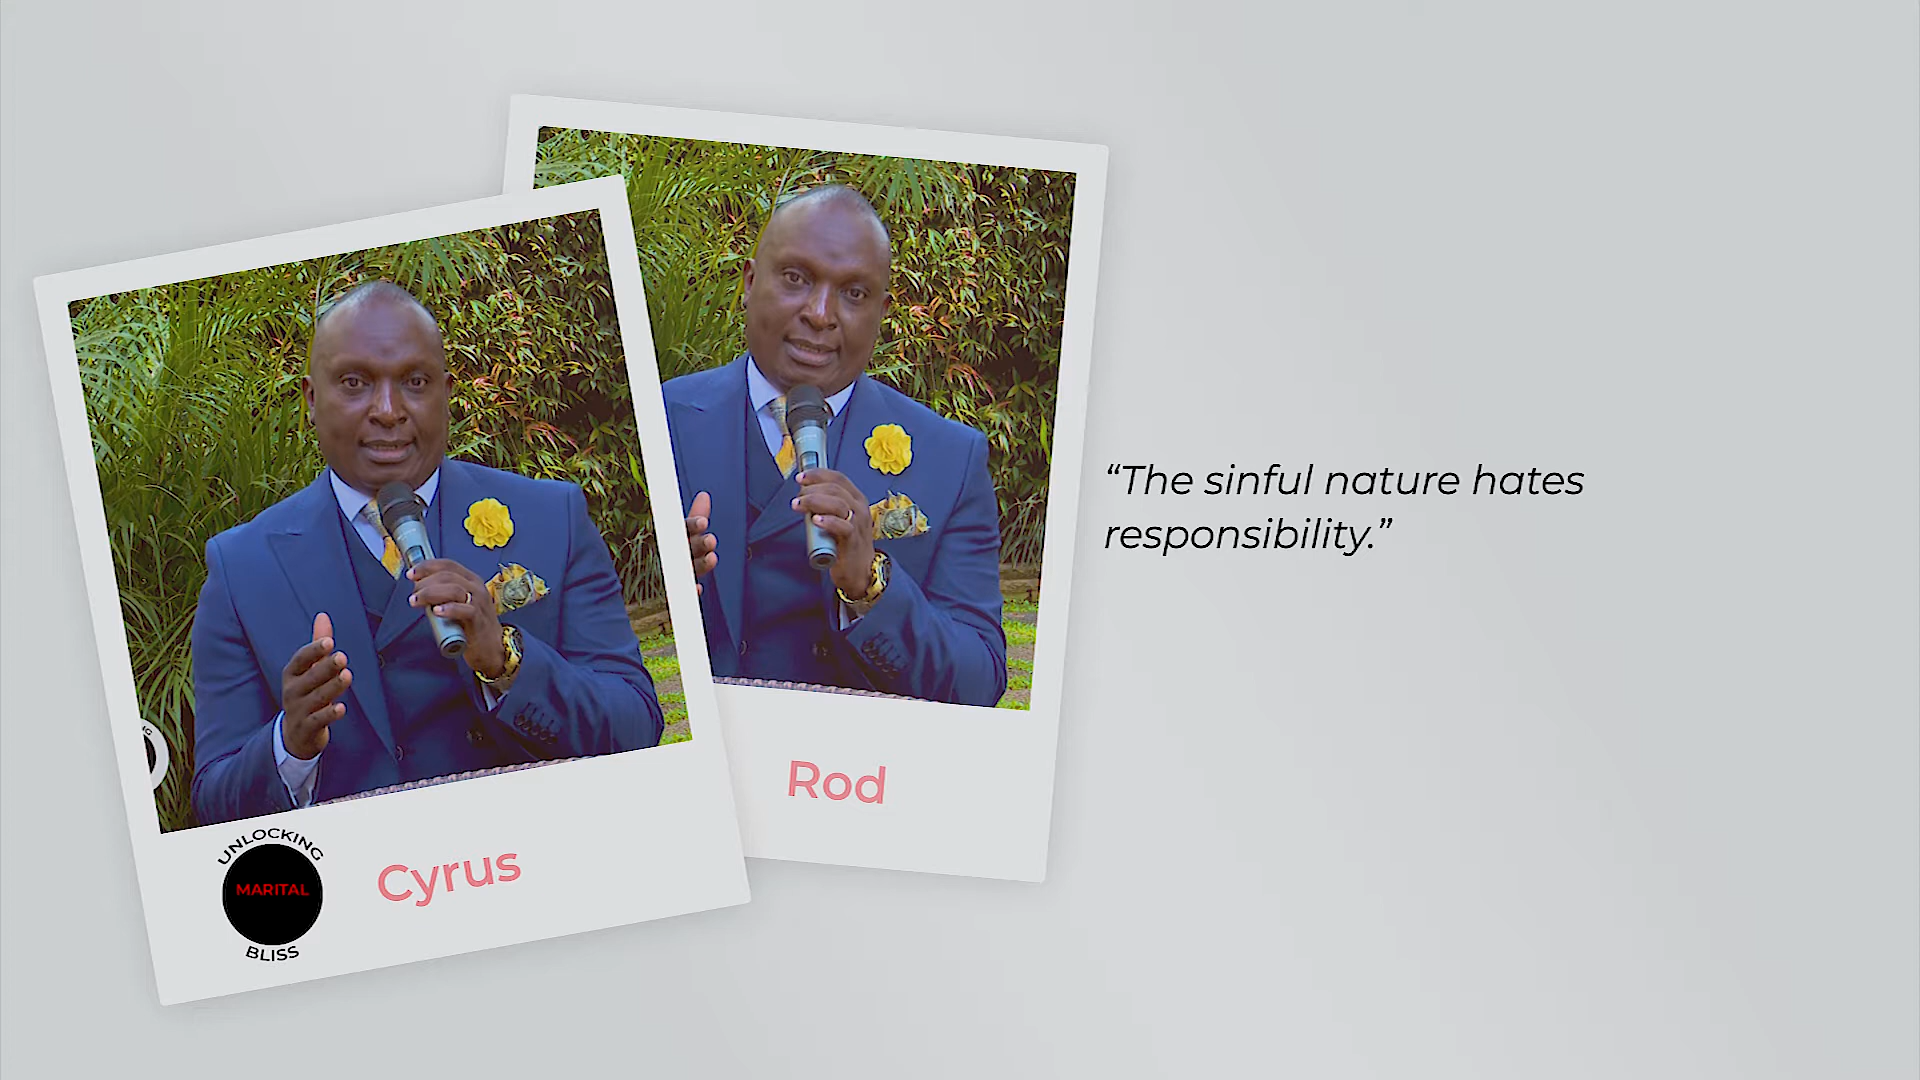 “The sinful nature hates
responsibility.”
Rod
Cyrus
UNLOCKING
MARITAL
BLISS